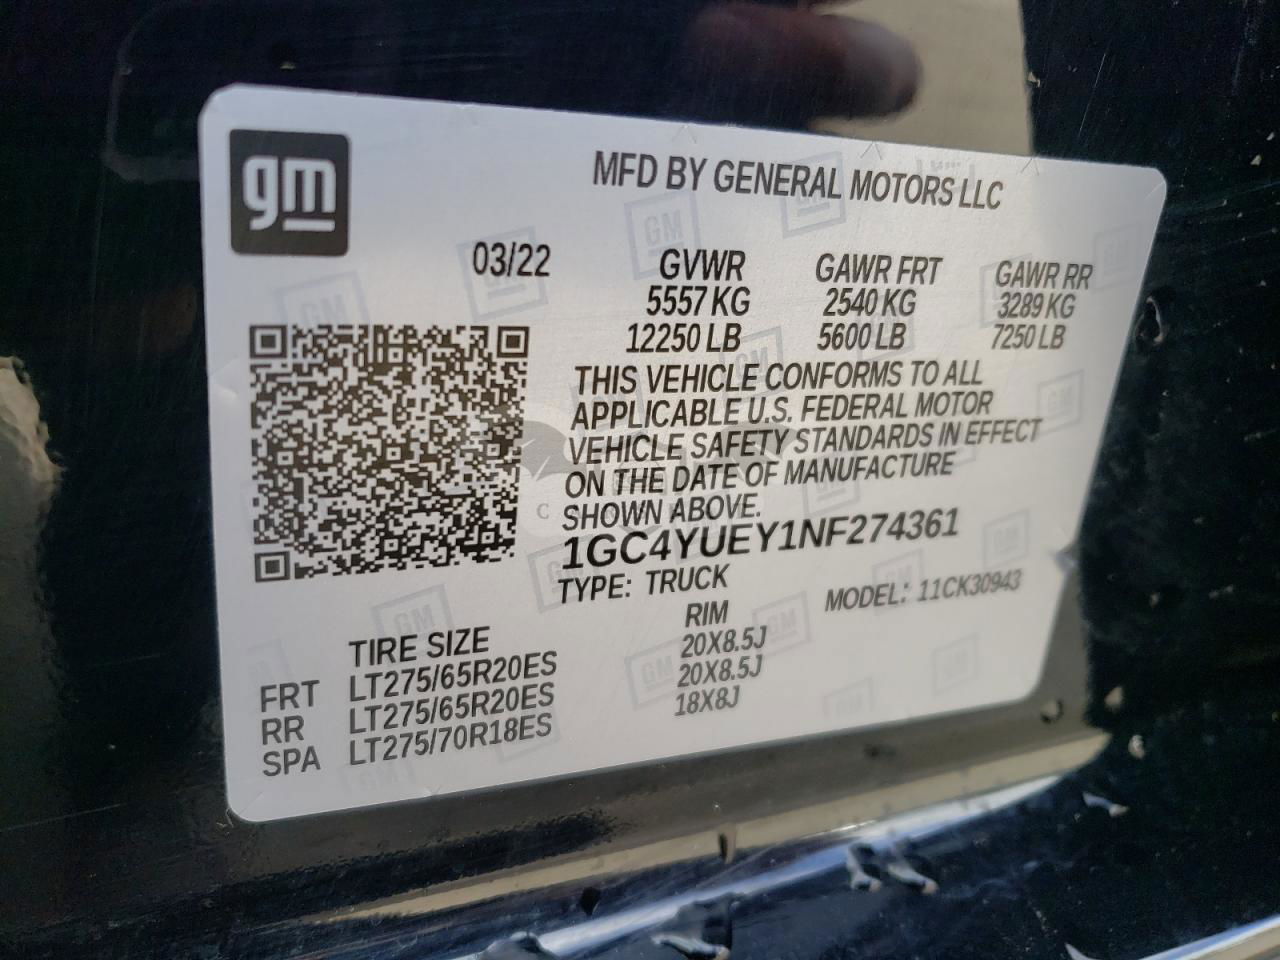 gm
MFD BY GENERAL MOTORS LLC
03/22 GVWR GAWR FRT GAWR RR
5557 KG 2540 KG 3289 KG
12250 LB 5600 LB 7250 LB
THIS VEHICLE CONFORMS TO ALL
APPLICABLE U.S. FEDERAL MOTOR
VEHICLE SAFETY STANDARDS IN EFFECT
ON THE DATE OF MANUFACTURE
SHOWN ABOVE.
1GC4YUEY1NF274361
TYPE: TRUCK MODEL: 11CK30943
TIRE SIZE RIM
FRT LT275/65R20ES 20X8.5J
RR LT275/65R20ES 20X8.5J
SPA LT275/70R18ES 18X8J